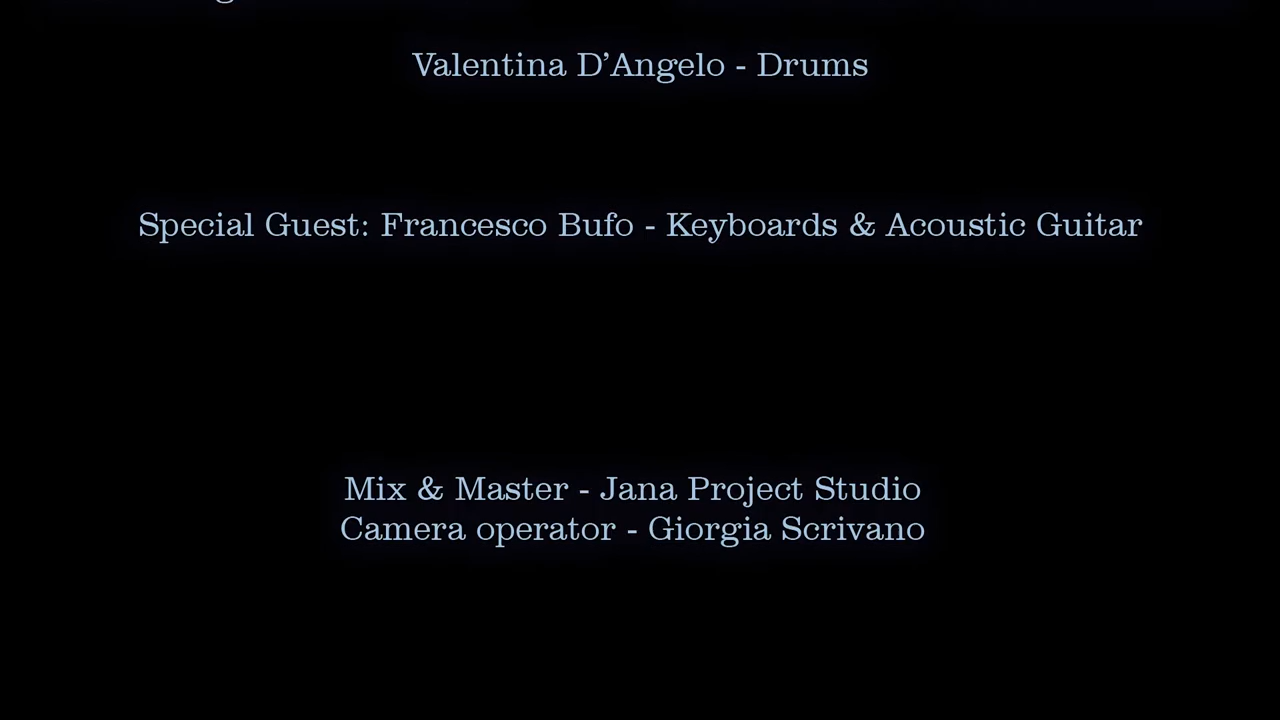 Valentina D’Angelo - Drums
Special Guest: Francesco Bufo - Keyboards & Acoustic Guitar
Mix & Master - Jana Project Studio
Camera operator - Giorgia Scrivano